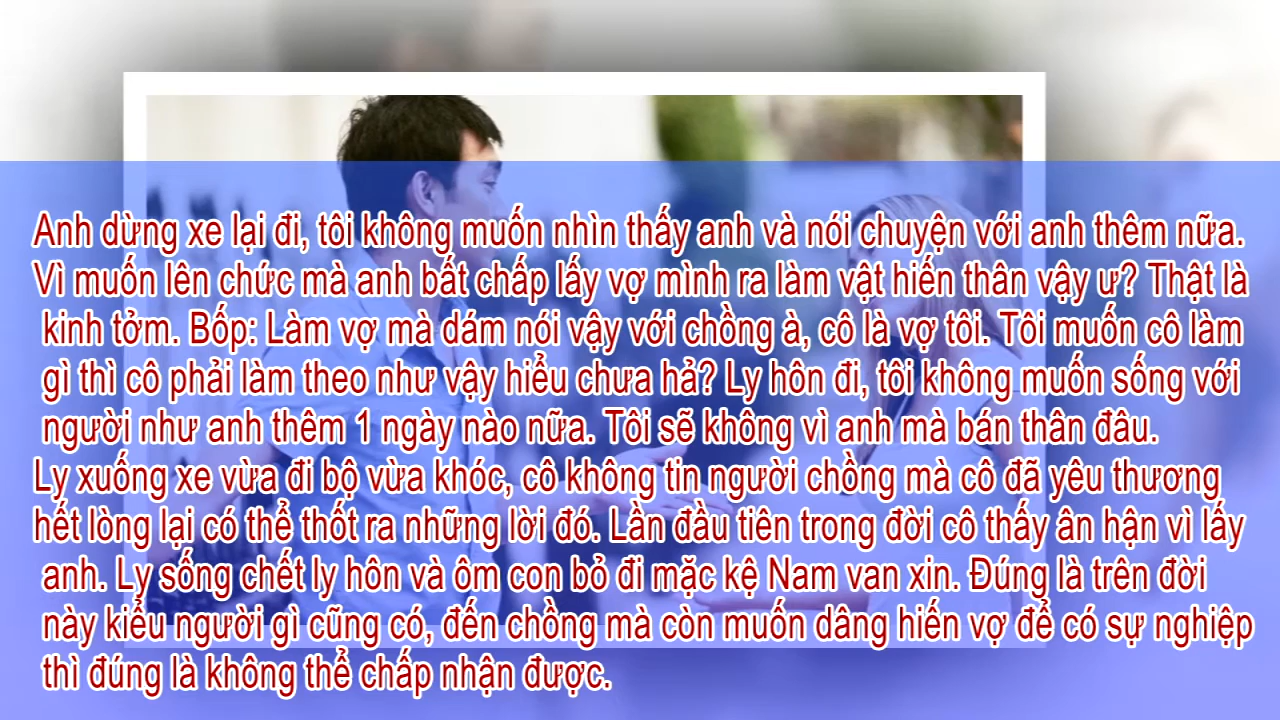 Anh dừng xe lại đi, tôi không muốn nhìn thấy anh và nói chuyện với anh thêm nữa.
Vì muốn lên chức mà anh bất chấp lấy vợ mình ra làm vật hiến thân vậy ư? Thật là
kinh tởm. Bốp: Làm vợ mà dám nói vậy với chồng à, cô là vợ tôi. Tôi muốn cô làm
gì thì cô phải làm theo như vậy hiểu chưa hả? Ly hôn đi, tôi không muốn sống với
người như anh thêm 1 ngày nào nữa. Tôi sẽ không vì anh mà bán thân đâu.
Ly xuống xe vừa đi bộ vừa khóc, cô không tin người chồng mà cô đã yêu thương
hết lòng lại có thể thốt ra những lời đó. Lần đầu tiên trong đời cô thấy ân hận vì lấy
anh. Ly sống chết ly hôn và ôm con bỏ đi mặc kệ Nam van xin. Đúng là trên đời
này kiểu người gì cũng có, đến chồng mà còn muốn dâng hiến vợ để có sự nghiệp
thì đúng là không thể chấp nhận được.